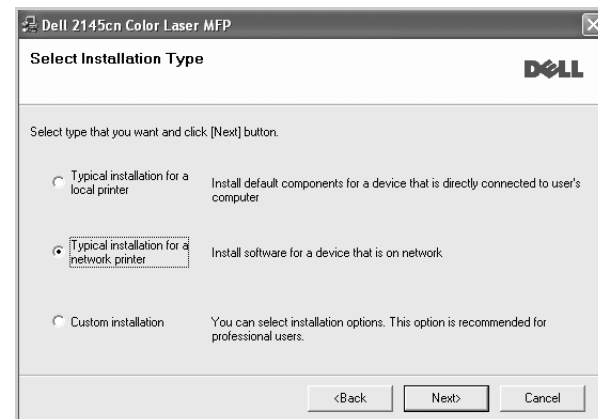 Dell 2145cn Color Laser MFP
Select Installation Type
DELL
Select type that you want and click [Next] button.
Typical installation for a
local printer
Install default components for a device that is directly connected to user's
computer
Typical installation for a
network printer
Install software for a device that is on network
Custom installation
You can select installation options. This option is recommended for
professional users.
<Back
Next>
Cancel